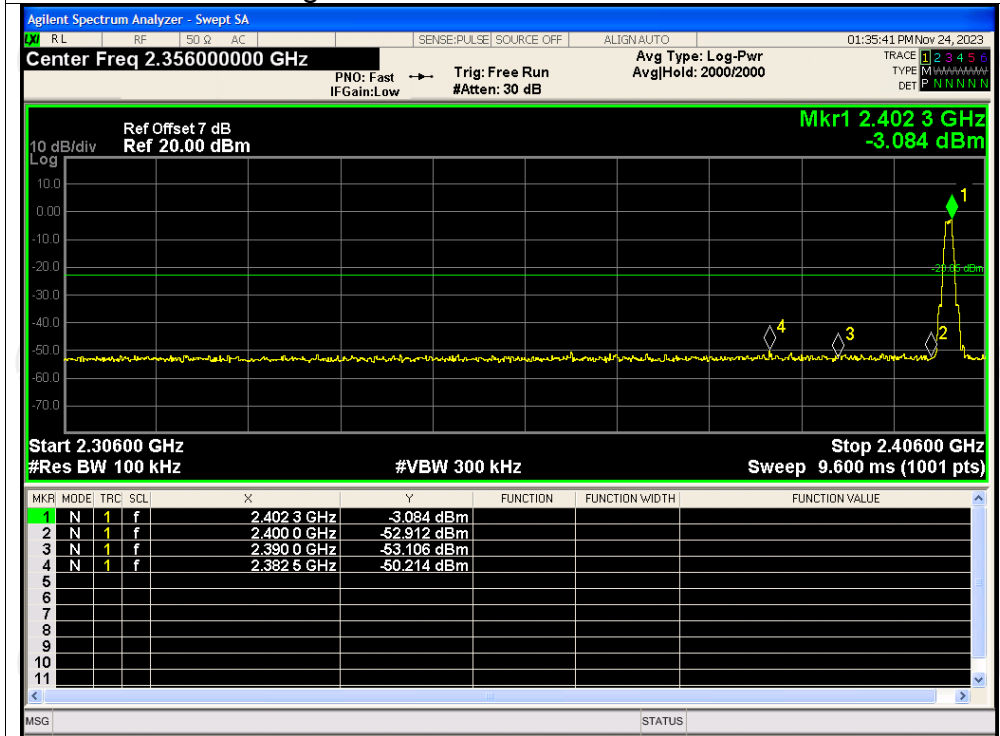 Agilent Spectrum Analyzer - Swept SA
LXI RL RF 50 Ω AC SENSE:PULSE SOURCE OFF ALIGN AUTO 01:35:41 PM Nov 24, 2023
Center Freq 2.356000000 GHz
PNO: Fast
IFGain:Low
Trig: Free Run
#Atten: 30 dB
Avg Type: Log-Pwr
Avg|Hold: 2000/2000
TRACE 1 2 3 4 5 6
TYPE M
DET P N N N N N
Mkr1 2.402 3 GHz
-3.084 dBm
Ref Offset 7 dB
10 dB/div Ref 20.00 dBm
Log
10.0
0.00
-10.0
-20.0
-30.0
-40.0
-50.0
-60.0
-70.0
1
4
3
2
Start 2.30600 GHz Stop 2.40600 GHz
#Res BW 100 kHz #VBW 300 kHz Sweep 9.600 ms (1001 pts)
MKR MODE TRC SCL X Y FUNCTION FUNCTION WIDTH FUNCTION VALUE
1 N 1 f 2.402 3 GHz -3.084 dBm
2 N 1 f 2.400 0 GHz -52.912 dBm
3 N 1 f 2.390 0 GHz -53.106 dBm
4 N 1 f 2.382 5 GHz -50.214 dBm
5
6
7
8
9
10
11
MSG STATUS